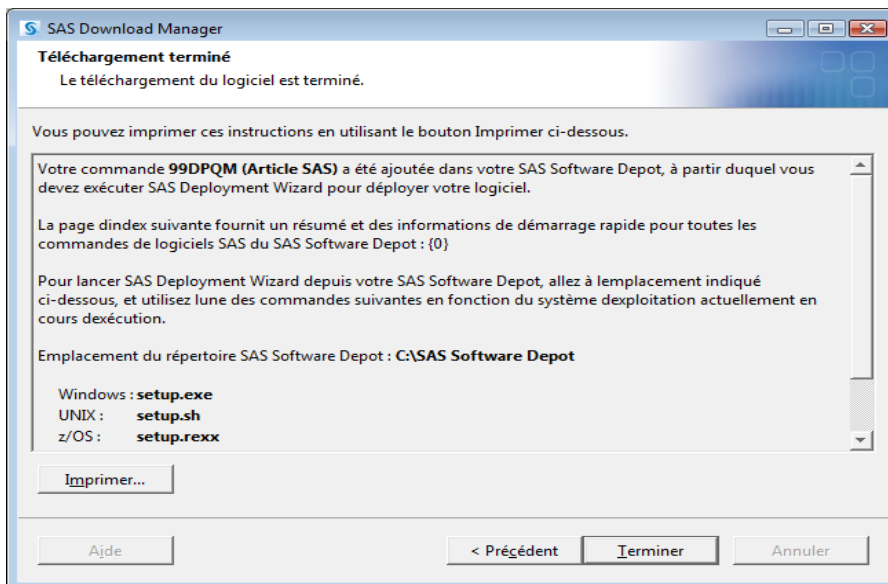 SAS Download Manager
Téléchargement terminé
Le téléchargement du logiciel est terminé.
Vous pouvez imprimer ces instructions en utilisant le bouton Imprimer ci-dessous.
Votre commande 99DPQM (Article SAS) a été ajoutée dans votre SAS Software Depot, à partir duquel vous
devez exécuter SAS Deployment Wizard pour déployer votre logiciel.
La page dindex suivante fournit un résumé et des informations de démarrage rapide pour toutes les
commandes de logiciels SAS du SAS Software Depot : {0}
Pour lancer SAS Deployment Wizard depuis votre SAS Software Depot, allez à lemplacement indiqué
ci-dessous, et utilisez lune des commandes suivantes en fonction du système dexploitation actuellement en
cours dexécution.
Emplacement du répertoire SAS Software Depot : C:\SAS Software Depot
Windows : setup.exe
UNIX : setup.sh
z/OS : setup.rexx
Imprimer...
Aide
< Précédent
Terminer
Annuler